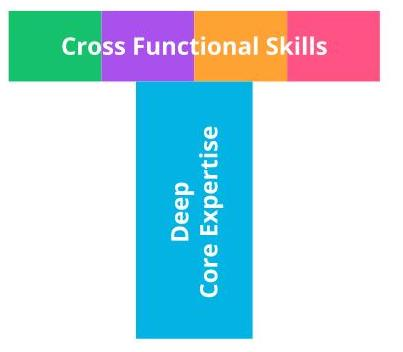 Cross Functional Skills
Deep
Core Expertise